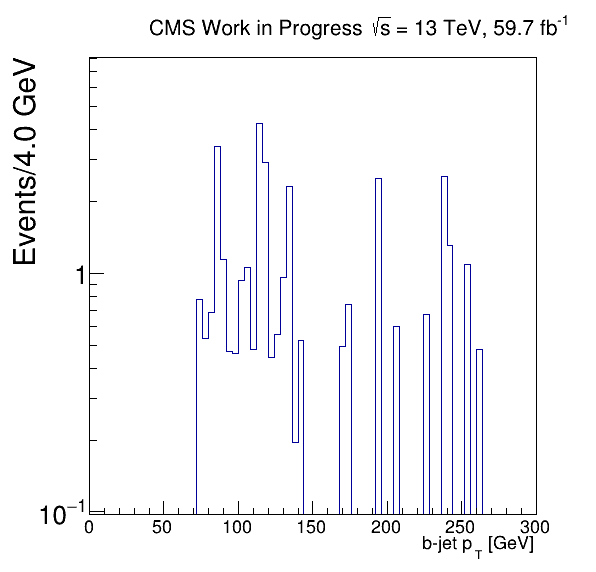 CMS Work in Progress √s = 13 TeV, 59.7 fb⁻¹
Events/4.0 GeV
1
10⁻¹
0 50 100 150 200 250 300
b-jet p_T [GeV]